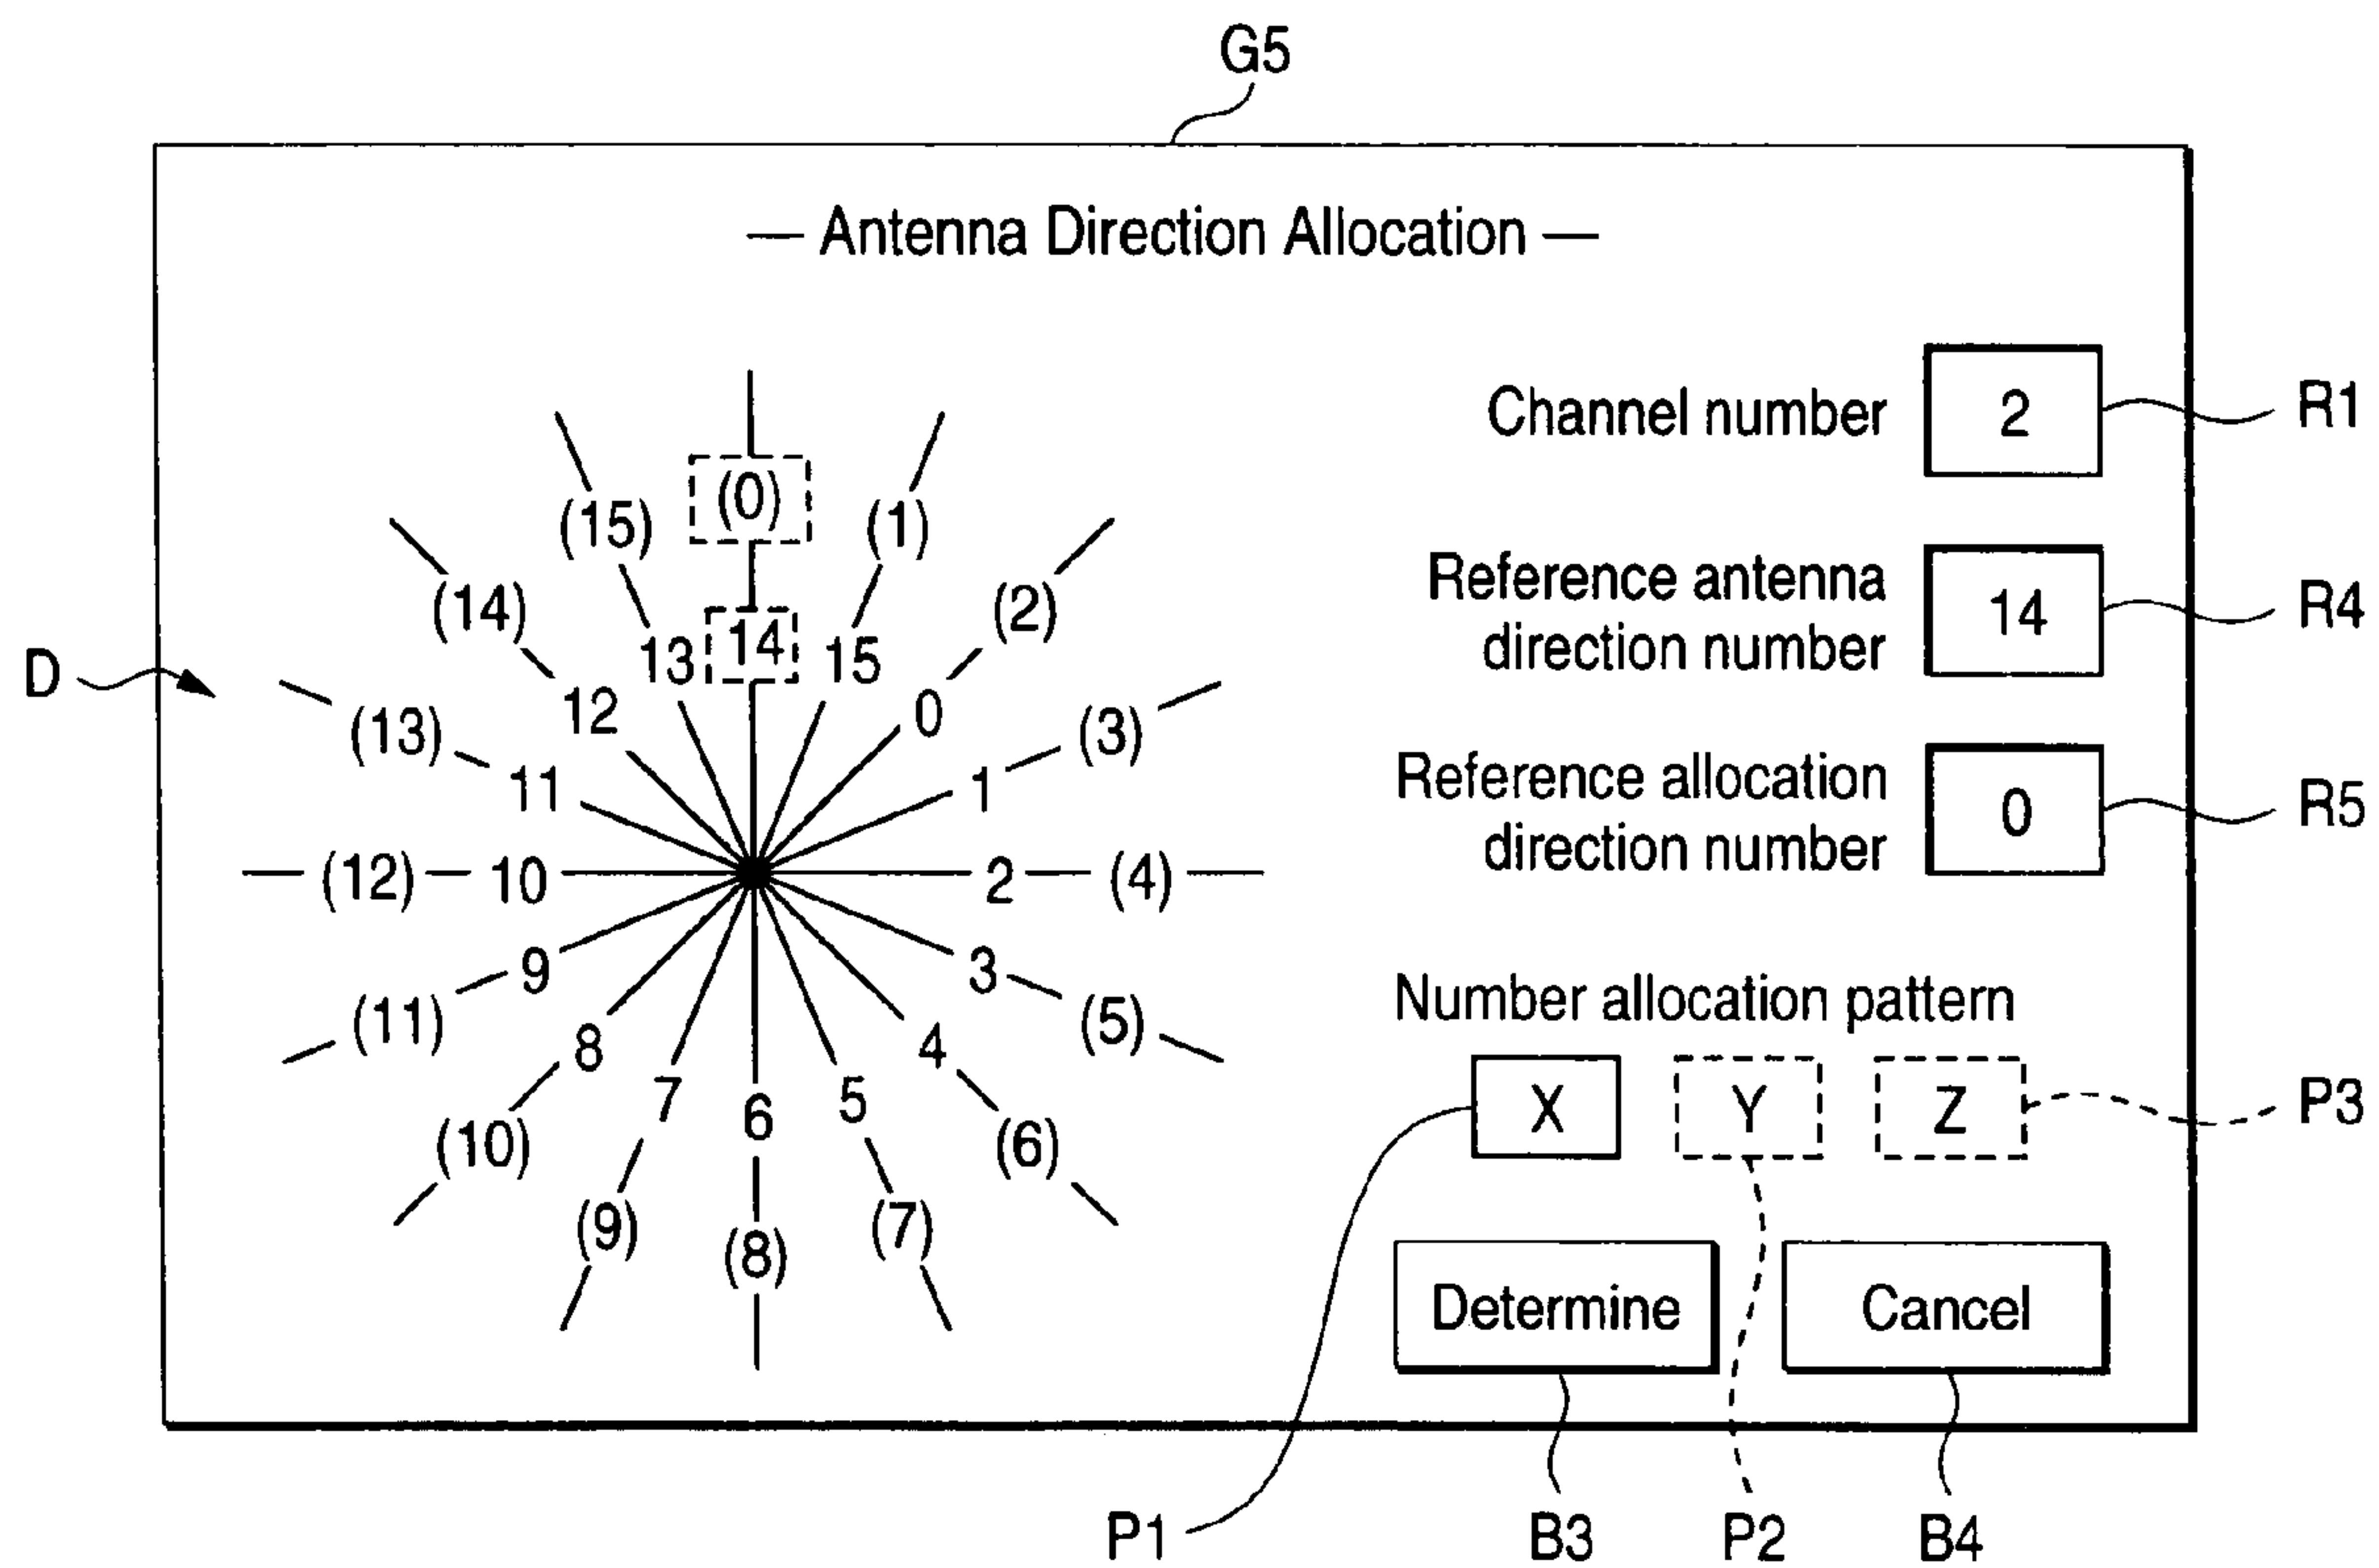 G5
— Antenna Direction Allocation —
Channel number 2 R1
(15) (0) (1)
(14) (2)
Reference antenna
direction number 14 R4
13 14 15
D
12 0
(13) (3)
11 1
Reference allocation
direction number 0 R5
(12) 10 2 (4)
9 3
(11) (5)
Number allocation pattern
8 4
7 6 5
X Y Z P3
(10) (6)
(9) (8) (7)
Determine Cancel
P1 B3 P2 B4